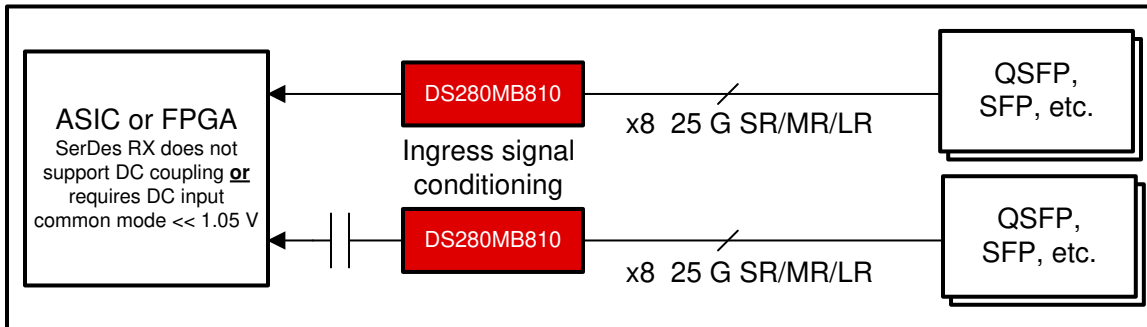 DS280MB810
QSFP,
SFP, etc.
x8 25 G SR/MR/LR
ASIC or FPGA
SerDes RX does not
support DC coupling or
requires DC input
common mode << 1.05 V
Ingress signal
conditioning
DS280MB810
QSFP,
SFP, etc.
x8 25 G SR/MR/LR